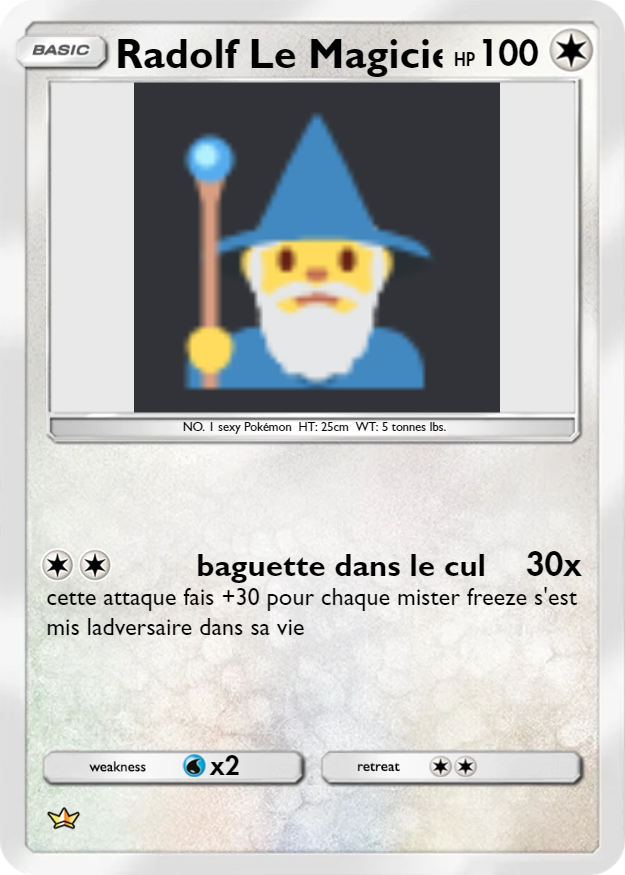 BASIC Radolf Le Magicie HP 100
NO. 1 sexy Pokémon HT: 25cm WT: 5 tonnes lbs.
baguette dans le cul 30x
cette attaque fais +30 pour chaque mister freeze s'est
mis ladversaire dans sa vie
weakness x2 retreat